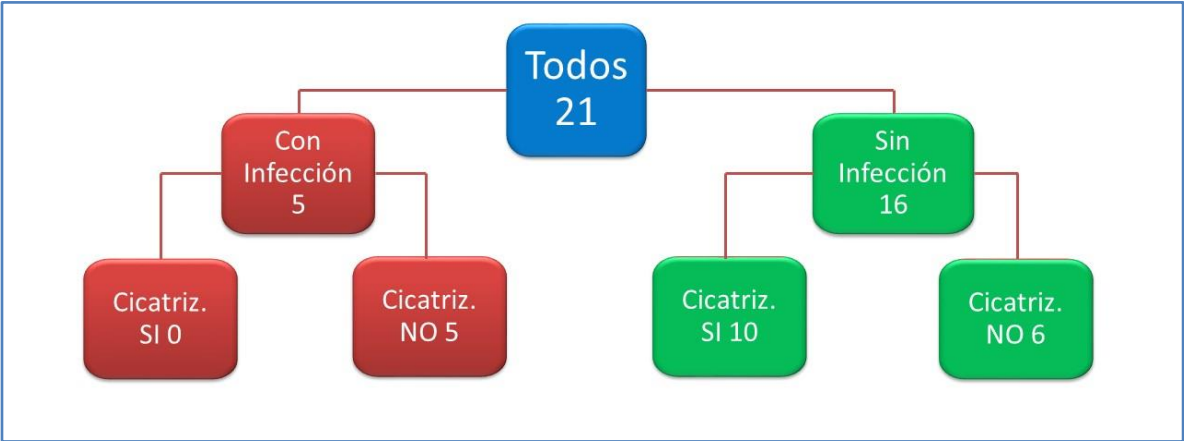 Todos
21
Con
Infección
5
Sin
Infección
16
Cicatriz.
SI 0
Cicatriz.
NO 5
Cicatriz.
SI 10
Cicatriz.
NO 6